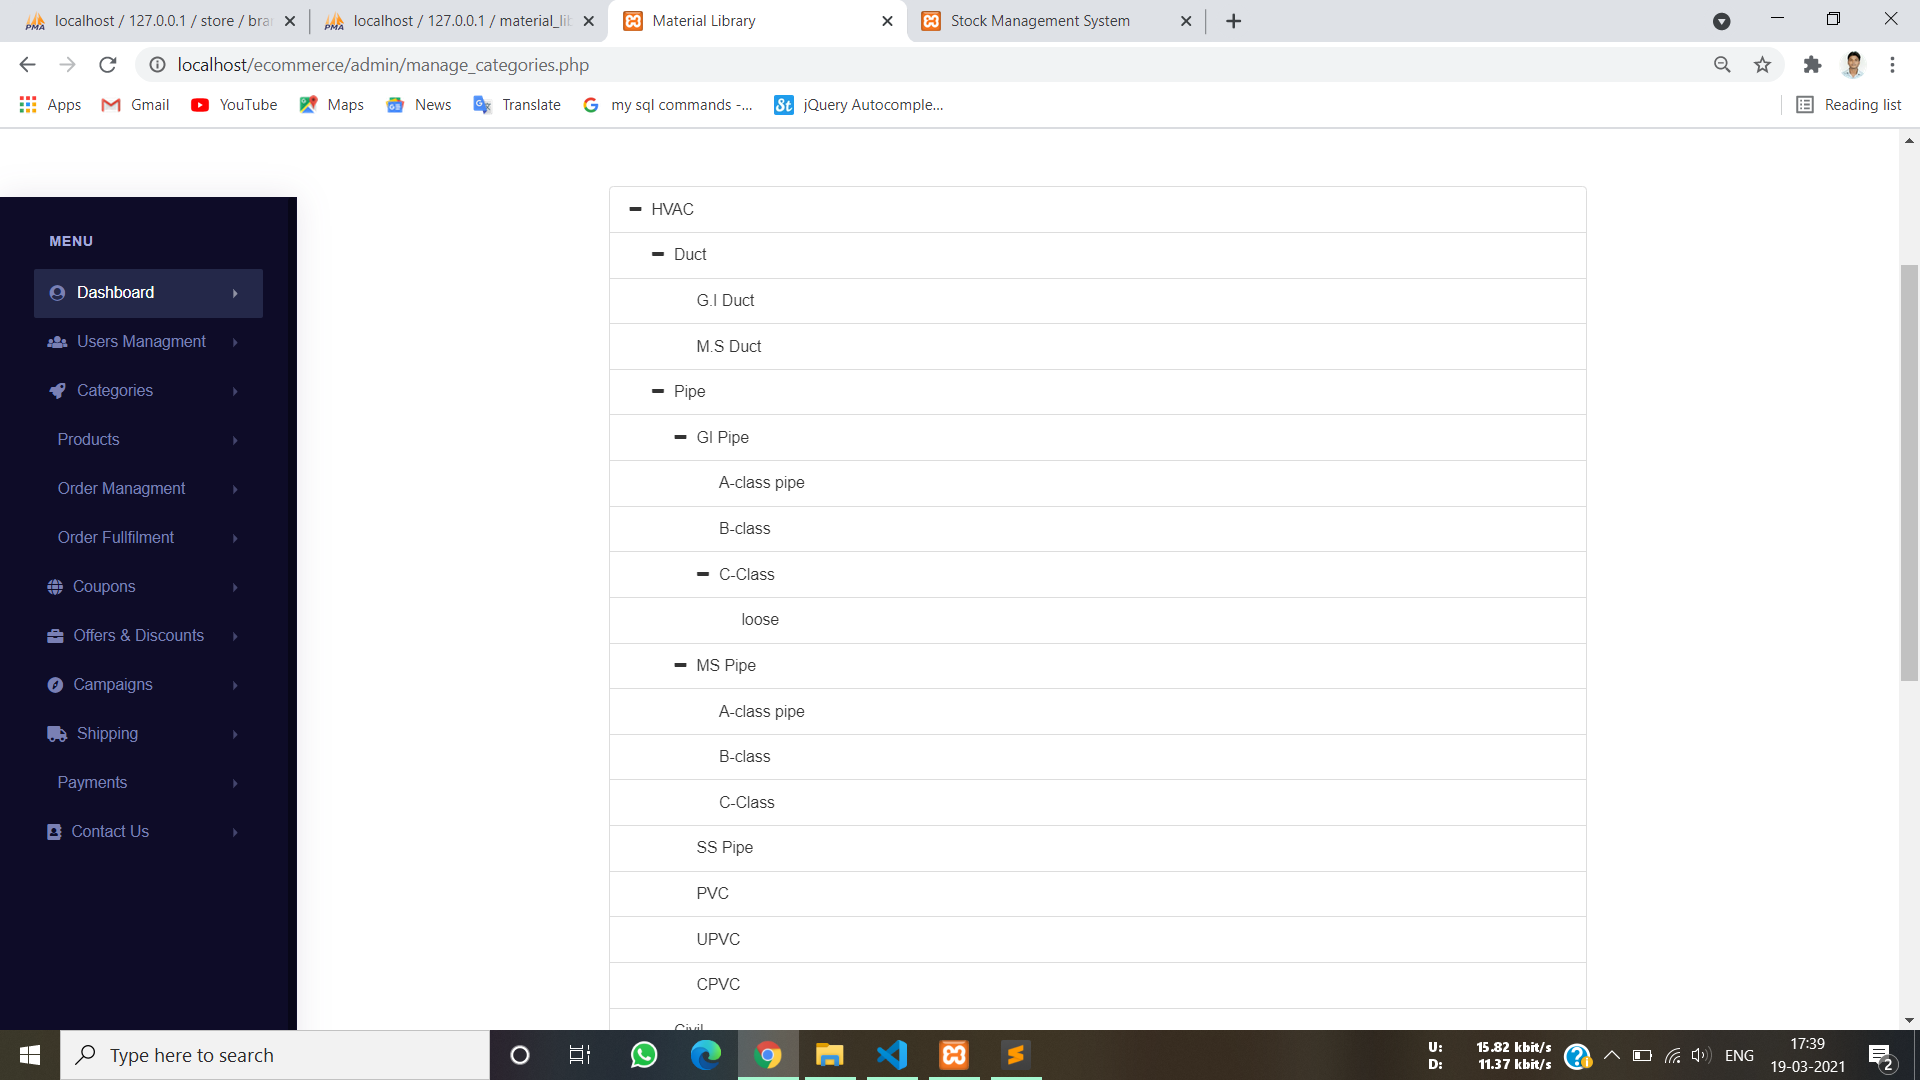 localhost / 127.0.0.1 / store / bra
localhost / 127.0.0.1 / material_li
Material Library
Stock Management System
localhost/ecommerce/admin/manage_categories.php
Apps
Gmail
YouTube
Maps
News
Translate
my sql commands -...
jQuery Autocomple...
Reading list
MENU
Dashboard
Users Managment
Categories
Products
Order Managment
Order Fullfilment
Coupons
Offers & Discounts
Campaigns
Shipping
Payments
Contact Us
HVAC
Duct
G.I Duct
M.S Duct
Pipe
GI Pipe
A-class pipe
B-class
C-Class
loose
MS Pipe
A-class pipe
B-class
C-Class
SS Pipe
PVC
UPVC
CPVC
Civil
Type here to search
U: 15.82 kbit/s
D: 11.37 kbit/s
ENG
17:39
19-03-2021
2